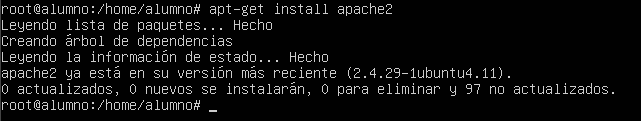 root@alumno:/home/alumno# apt-get install apache2
Leyendo lista de paquetes... Hecho
Creando árbol de dependencias
Leyendo la información de estado... Hecho
apache2 ya está en su versión más reciente (2.4.29-1ubuntu4.11).
0 actualizados, 0 nuevos se instalarán, 0 para eliminar y 97 no actualizados.
root@alumno:/home/alumno# _